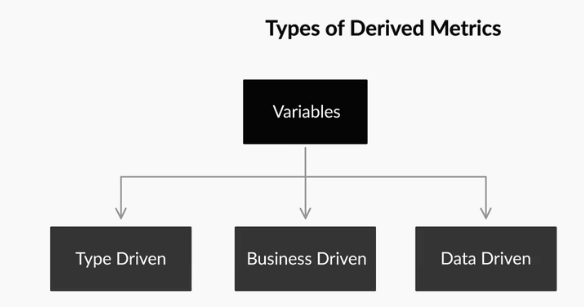 Types of Derived Metrics
Variables
Type Driven
Business Driven
Data Driven